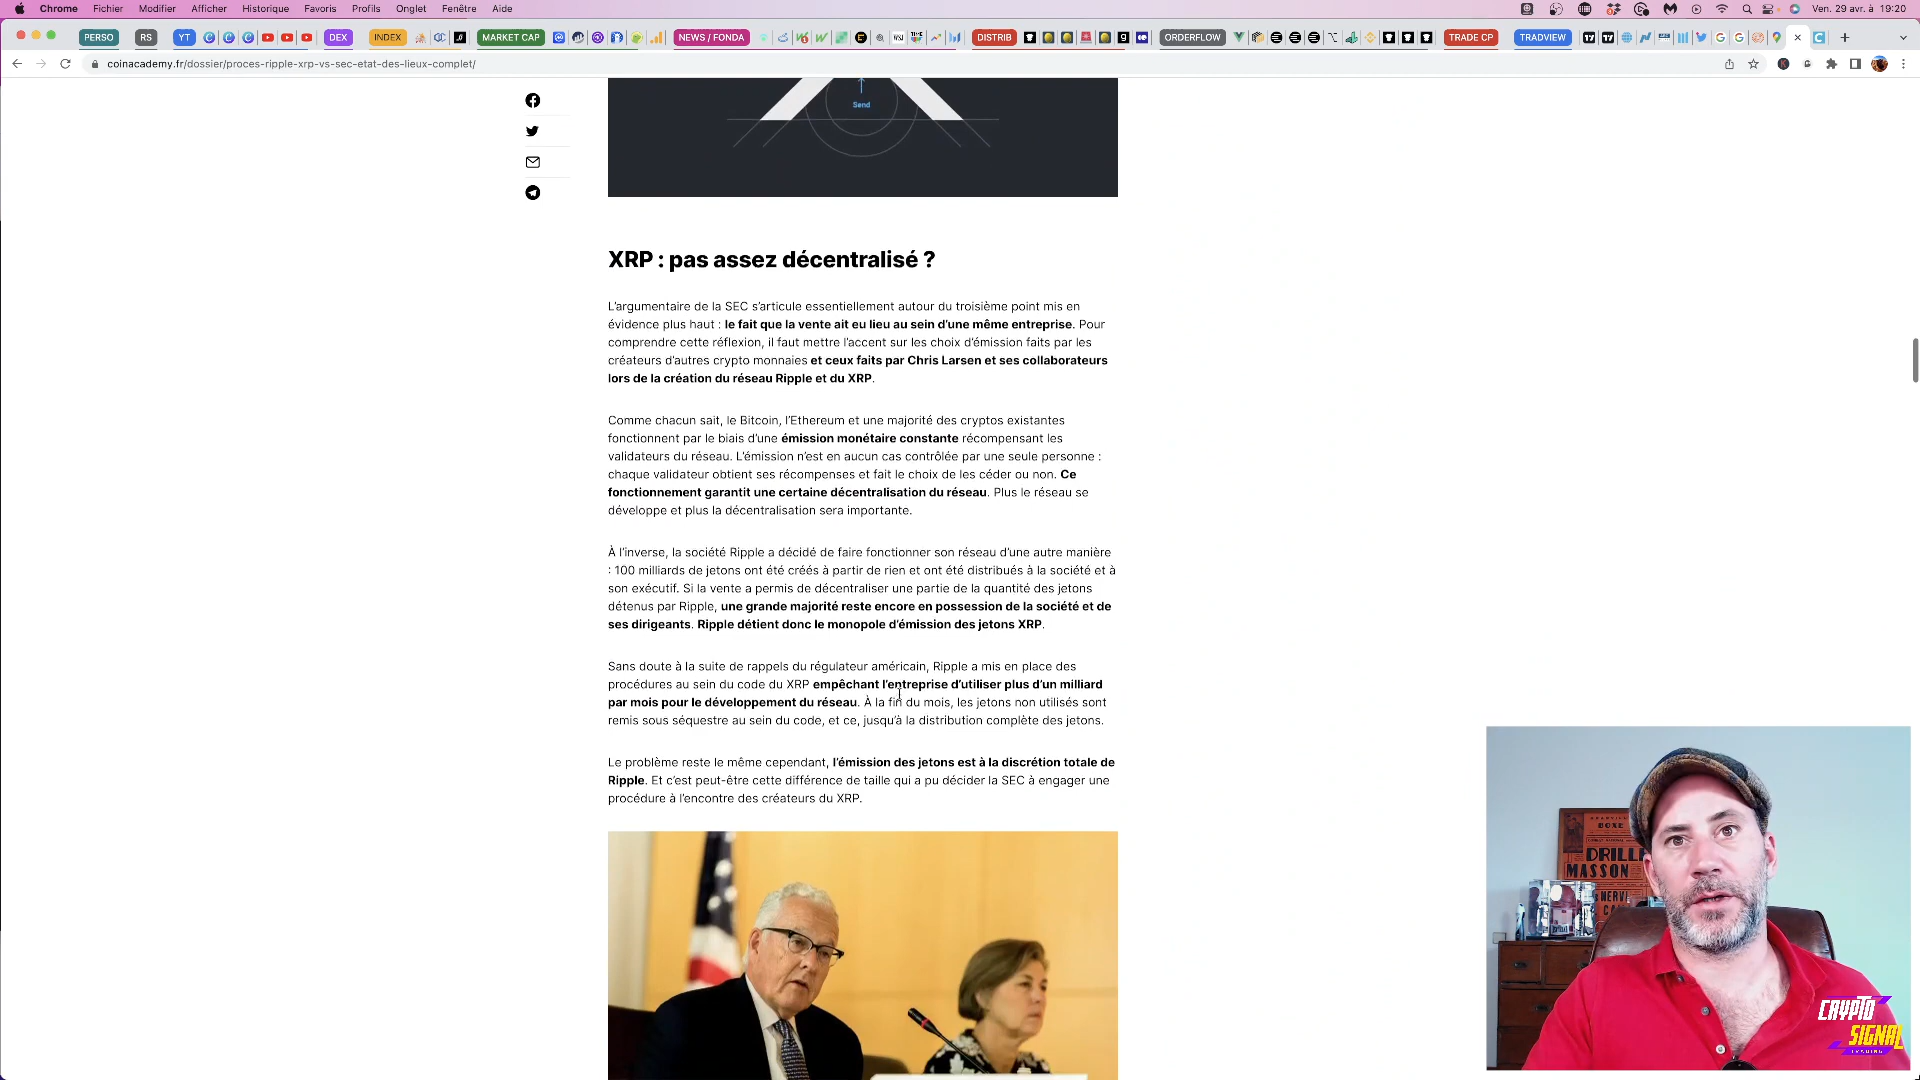 Chrome Fichier Modifier Afficher Historique Favoris Profils Onglet Fenêtre Aide Ven. 29 avr. à 19:20
PERSO RS YT DEX INDEX MARKET CAP NEWS / FONDA DISTRIB ORDERFLOW TRADE CP TRADVIEW
coinacademy.fr/dossier/proces-ripple-xrp-vs-sec-etat-des-lieux-complet/
Send
XRP : pas assez décentralisé ?
L’argumentaire de la SEC s’articule essentiellement autour du troisième point mis en
évidence plus haut : le fait que la vente ait eu lieu au sein d’une même entreprise. Pour
comprendre cette réflexion, il faut mettre l’accent sur les choix d’émission faits par les
créateurs d’autres crypto monnaies et ceux faits par Chris Larsen et ses collaborateurs
lors de la création du réseau Ripple et du XRP.
Comme chacun sait, le Bitcoin, l’Ethereum et une majorité des cryptos existantes
fonctionnent par le biais d’une émission monétaire constante récompensant les
validateurs du réseau. L’émission n’est en aucun cas contrôlée par une seule personne :
chaque validateur obtient ses récompenses et fait le choix de les céder ou non. Ce
fonctionnement garantit une certaine décentralisation du réseau. Plus le réseau se
développe et plus la décentralisation sera importante.
À l’inverse, la société Ripple a décidé de faire fonctionner son réseau d’une autre manière
: 100 milliards de jetons ont été créés à partir de rien et ont été distribués à la société et à
son exécutif. Si la vente a permis de décentraliser une partie de la quantité des jetons
détenus par Ripple, une grande majorité reste encore en possession de la société et de
ses dirigeants. Ripple détient donc le monopole d’émission des jetons XRP.
Sans doute à la suite de rappels du régulateur américain, Ripple a mis en place des
procédures au sein du code du XRP empêchant l’entreprise d’utiliser plus d’un milliard
par mois pour le développement du réseau. À la fin du mois, les jetons non utilisés sont
remis sous séquestre au sein du code, et ce, jusqu’à la distribution complète des jetons.
Le problème reste le même cependant, l’émission des jetons est à la discrétion totale de
Ripple. Et c’est peut-être cette différence de taille qui a pu décider la SEC à engager une
procédure à l’encontre des créateurs du XRP.
BOXE
MASSON
CRYPTO
SIGNAL
TRADING